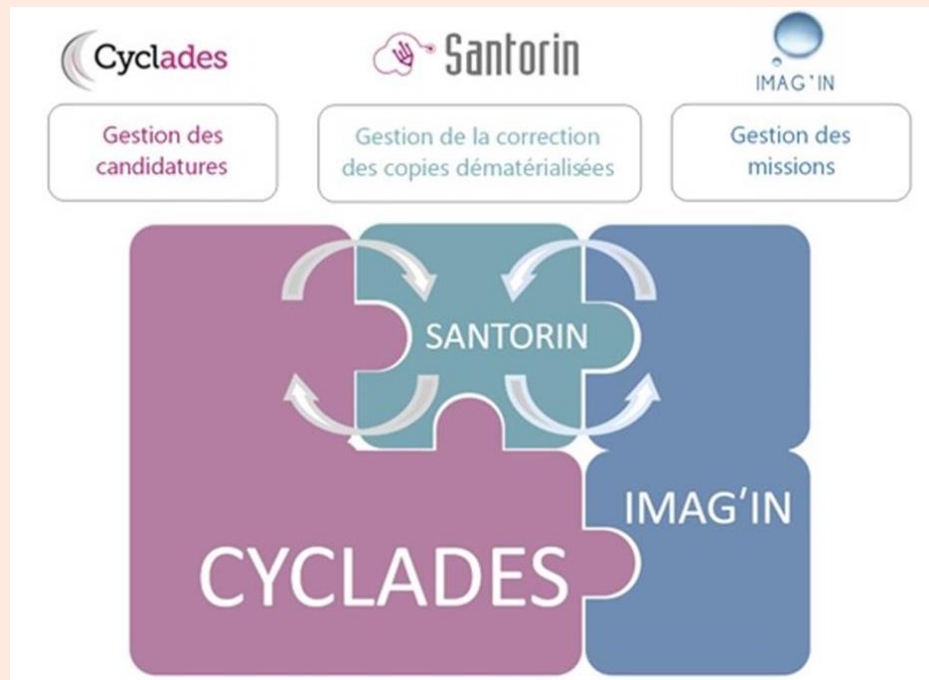 Cyclades
Santorin
IMAG'IN
Gestion des
candidatures
Gestion de la correction
des copies dématérialisées
Gestion des
missions
SANTORIN
IMAG'IN
CYCLADES